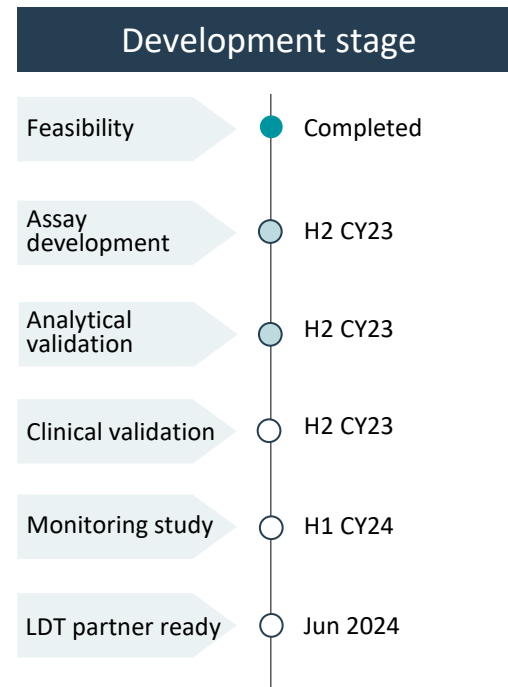 Development stage
Feasibility
Completed
Assay
development
H2 CY23
Analytical
validation
H2 CY23
Clinical validation
H2 CY23
Monitoring study
H1 CY24
LDT partner ready
Jun 2024